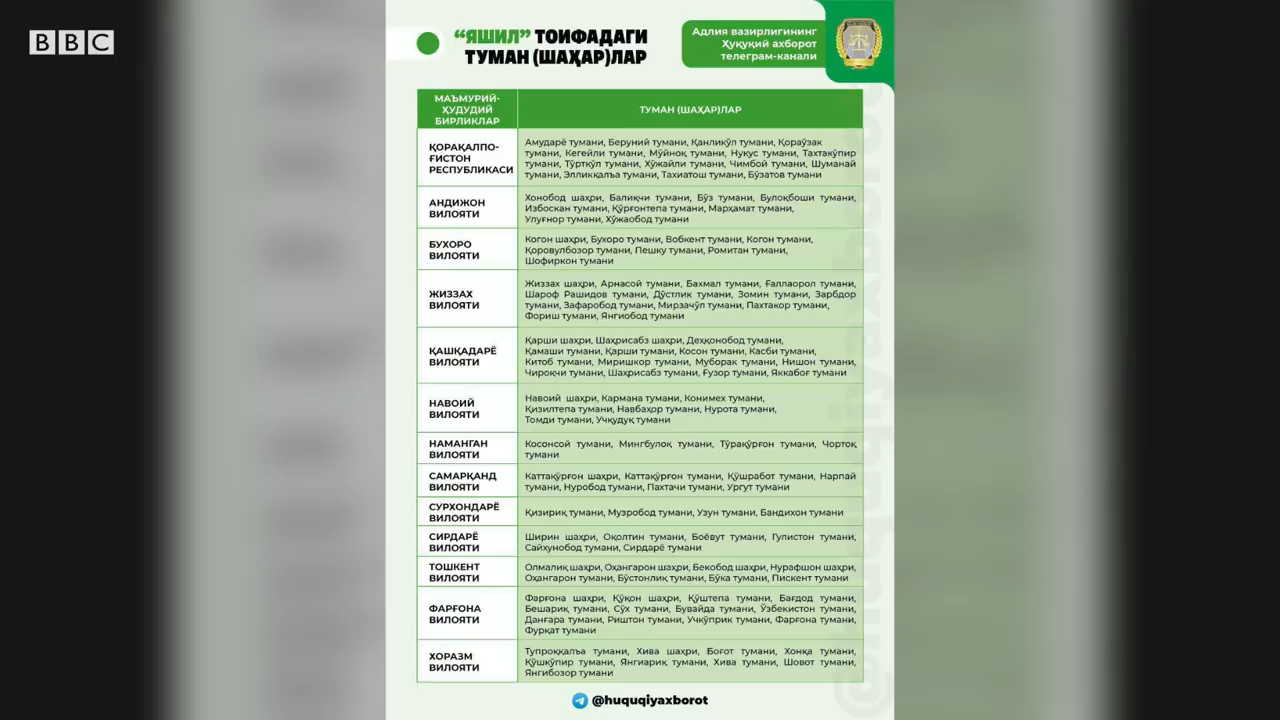 BBC
“ЯШИЛ” ТОИФАДАГИ
ТУМАН (ШАҲАР)ЛАР
Адлия вазирлигининг
Ҳуқуқий ахборот
телеграм-канали
МАЪМУРИЙ-
ҲУДУДИЙ
БИРЛИКЛАР
ТУМАН (ШАҲАР)ЛАР
ҚОРАҚАЛПО-
ҒИСТОН
РЕСПУБЛИКАСИ
Амударё тумани, Беруний тумани, Қанликўл тумани, Қораўзак
тумани, Кегейли тумани, Мўйноқ тумани, Нукус тумани, Тахтакўпир
тумани, Тўрткўл тумани, Хўжайли тумани, Чимбой тумани, Шуманай
тумани, Элликқалъа тумани, Тахиатош тумани, Бўзатов тумани
АНДИЖОН
ВИЛОЯТИ
Хонобод шаҳри, Балиқчи тумани, Бўз тумани, Булоқбоши тумани,
Избоскан тумани, Қўрғонтепа тумани, Марҳамат тумани,
Улуғнор тумани, Хўжаобод тумани
БУХОРО
ВИЛОЯТИ
Когон шаҳри, Бухоро тумани, Вобкент тумани, Когон тумани,
Қоровулбозор тумани, Пешку тумани, Ромитан тумани,
Шофиркон тумани
ЖИЗЗАХ
ВИЛОЯТИ
Жиззах шаҳри, Арнасой тумани, Бахмал тумани, Ғаллаорол тумани,
Шароф Рашидов тумани, Дўстлик тумани, Зомин тумани, Зарбдор
тумани, Зафаробод тумани, Мирзачўл тумани, Пахтакор тумани,
Фориш тумани, Янгиобод тумани
ҚАШҚАДАРЁ
ВИЛОЯТИ
Қарши шаҳри, Шаҳрисабз шаҳри, Деҳқонобод тумани,
Қамаши тумани, Қарши тумани, Косон тумани, Касби тумани,
Китоб тумани, Миришкор тумани, Муборак тумани, Нишон тумани,
Чироқчи тумани, Шаҳрисабз тумани, Ғузор тумани, Яккабоғ тумани
НАВОИЙ
ВИЛОЯТИ
Навоий шаҳри, Кармана тумани, Конимех тумани,
Қизилтепа тумани, Навбаҳор тумани, Нурота тумани,
Томди тумани, Учқудуқ тумани
НАМАНГАН
ВИЛОЯТИ
Косонсой тумани, Мингбулоқ тумани, Тўрақўрғон тумани, Чортоқ
тумани
САМАРҚАНД
ВИЛОЯТИ
Каттақўрғон шаҳри, Каттақўрғон тумани, Қўшработ тумани, Нарпай
тумани, Нуробод тумани, Пахтачи тумани, Ургут тумани
СУРХОНДАРЁ
ВИЛОЯТИ
Қизириқ тумани, Музробод тумани, Узун тумани, Бандихон тумани
СИРДАРЁ
ВИЛОЯТИ
Ширин шаҳри, Оқолтин тумани, Боёвут тумани, Гулистон тумани,
Сайхунобод тумани, Сирдарё тумани
ТОШКЕНТ
ВИЛОЯТИ
Олмалиқ шаҳри, Оҳангарон шаҳри, Бекобод шаҳри, Нурафшон шаҳри,
Оҳангарон тумани, Бўстонлиқ тумани, Бўка тумани, Пискент тумани
ФАРҒОНА
ВИЛОЯТИ
Фарғона шаҳри, Қўқон шаҳри, Қўштепа тумани, Бағдод тумани,
Бешариқ тумани, Сўх тумани, Бувайда тумани, Ўзбекистон тумани,
Данғара тумани, Риштон тумани, Учкўприк тумани, Фарғона тумани,
Фурқат тумани
ХОРАЗМ
ВИЛОЯТИ
Тупроққалъа тумани, Хива шаҳри, Боғот тумани, Хонқа тумани,
Қўшкўпир тумани, Янгиариқ тумани, Хива тумани, Шовот тумани,
Янгибозор тумани
@huquqiyaxborot